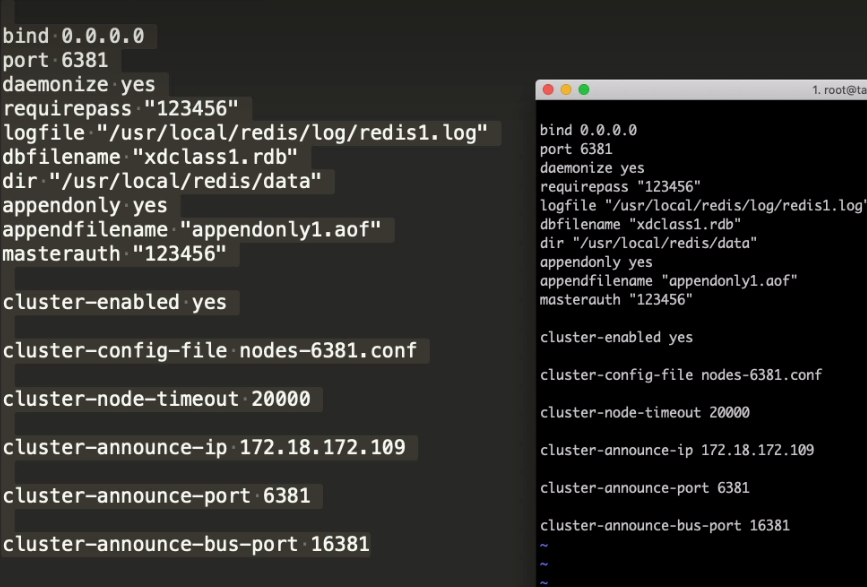 bind 0.0.0.0
port 6381
daemonize yes
requirepass "123456"
logfile "/usr/local/redis/log/redis1.log"
dbfilename "xdclass1.rdb"
dir "/usr/local/redis/data"
appendonly yes
appendfilename "appendonly1.aof"
masterauth "123456"
cluster-enabled yes
cluster-config-file nodes-6381.conf
cluster-node-timeout 20000
cluster-announce-ip 172.18.172.109
cluster-announce-port 6381
cluster-announce-bus-port 16381
1. root@ta
bind 0.0.0.0
port 6381
daemonize yes
requirepass "123456"
logfile "/usr/local/redis/log/redis1.log"
dbfilename "xdclass1.rdb"
dir "/usr/local/redis/data"
appendonly yes
appendfilename "appendonly1.aof"
masterauth "123456"
cluster-enabled yes
cluster-config-file nodes-6381.conf
cluster-node-timeout 20000
cluster-announce-ip 172.18.172.109
cluster-announce-port 6381
cluster-announce-bus-port 16381
~
~
~